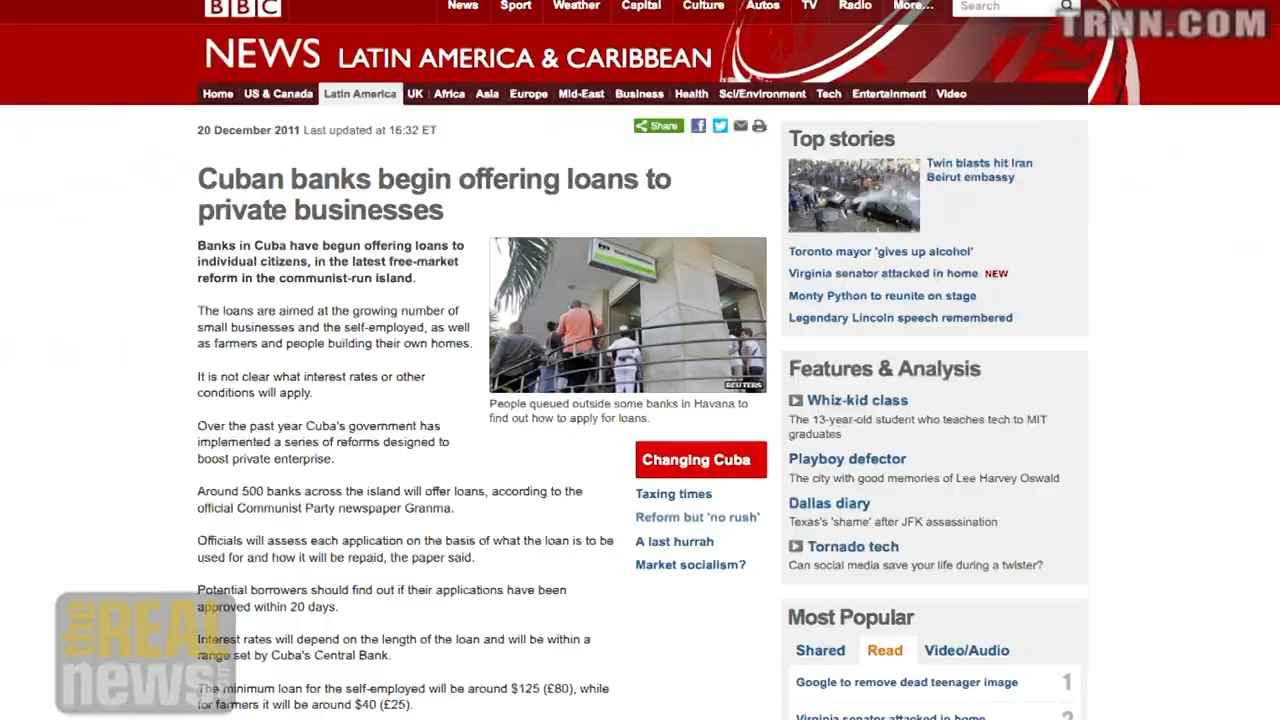 BBC
News Sport Weather Capital Culture Autos TV Radio More... Search
TRNN.COM
NEWS LATIN AMERICA & CARIBBEAN
Home US & Canada Latin America UK Africa Asia Europe Mid-East Business Health Sci/Environment Tech Entertainment Video
20 December 2011 Last updated at 16:32 ET
Share
Cuban banks begin offering loans to
private businesses
Banks in Cuba have begun offering loans to
individual citizens, in the latest free-market
reform in the communist-run island.
The loans are aimed at the growing number of
small businesses and the self-employed, as well
as farmers and people building their own homes.
It is not clear what interest rates or other
conditions will apply.
Over the past year Cuba's government has
implemented a series of reforms designed to
boost private enterprise.
REUTERS
People queued outside some banks in Havana to
find out how to apply for loans.
Around 500 banks across the island will offer loans, according to the
official Communist Party newspaper Granma.
Officials will assess each application on the basis of what the loan is to be
used for and how it will be repaid, the paper said.
Potential borrowers should find out if their applications have been
approved within 20 days.
Interest rates will depend on the length of the loan and will be within a
range set by Cuba's Central Bank.
The minimum loan for the self-employed will be around $125 (£80), while
for farmers it will be around $40 (£25).
Changing Cuba
Taxing times
Reform but 'no rush'
A last hurrah
Market socialism?
Top stories
Twin blasts hit Iran
Beirut embassy
Toronto mayor 'gives up alcohol'
Virginia senator attacked in home NEW
Monty Python to reunite on stage
Legendary Lincoln speech remembered
Features & Analysis
Whiz-kid class
The 13-year-old student who teaches tech to MIT
graduates
Playboy defector
The city with good memories of Lee Harvey Oswald
Dallas diary
Texas's 'shame' after JFK assassination
Tornado tech
Can social media save your life during a twister?
Most Popular
Shared Read Video/Audio
Google to remove dead teenager image 1
Virginia senator attacked in home 2
the REAL
news.com